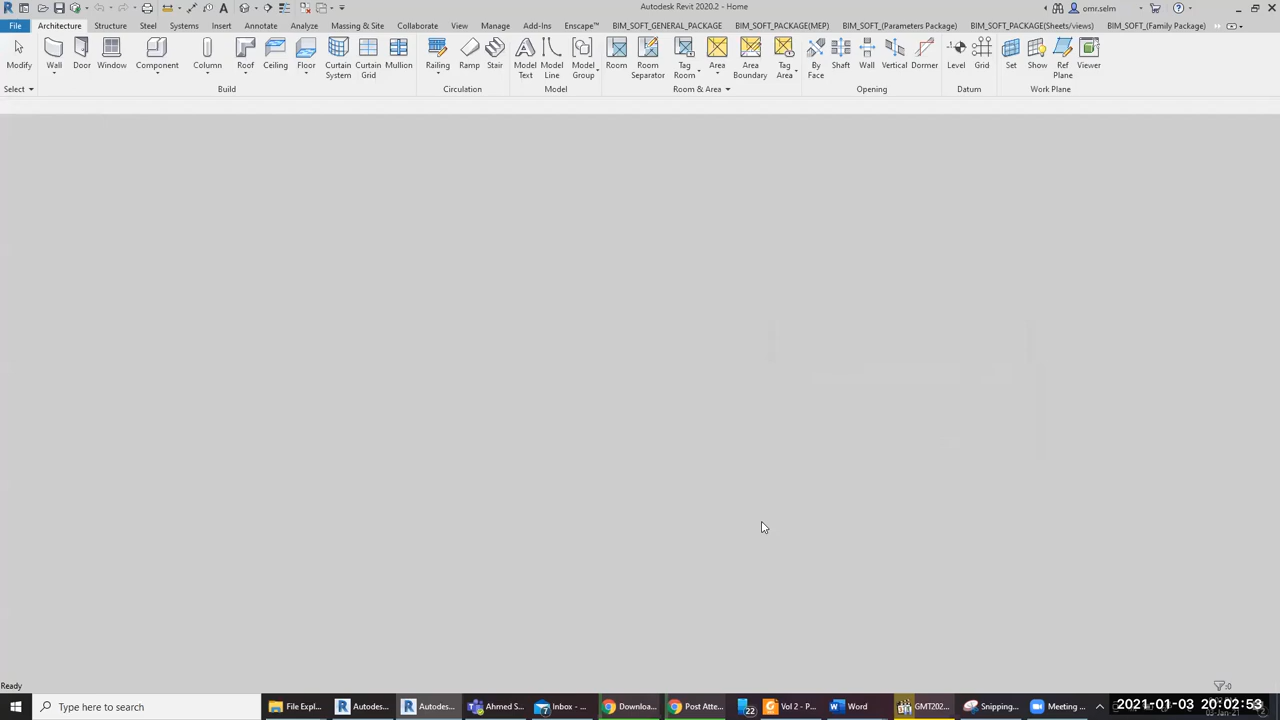 Autodesk Revit 2020.2 - Home
omr.selm
File Architecture Structure Steel Systems Insert Annotate Analyze Massing & Site Collaborate View Manage Add-Ins Enscape™ BIM_SOFT_GENERAL_PACKAGE BIM_SOFT_PACKAGE(MEP) BIM_SOFT_(Parameters Package) BIM_SOFT_PACKAGE(Sheets/views) BIM_SOFT_(Family Package)
Modify Wall Door Window Component Column Roof Ceiling Floor Curtain System Curtain Grid Mullion Railing Ramp Stair Model Text Model Line Model Group Room Room Separator Tag Room Area Area Boundary Tag Area By Face Shaft Wall Vertical Dormer Level Grid Set Show Ref Plane Viewer
Select Build Circulation Model Room & Area Opening Datum Work Plane
Ready
:0
Type here to search
File Expl...
Autodes...
Autodes...
Ahmed S...
7
Inbox - ...
Downloa...
Post Atte...
22
Vol 2 - P...
Word
GMT202...
Snipping...
Meeting ...
2021-01-03 20:02:53